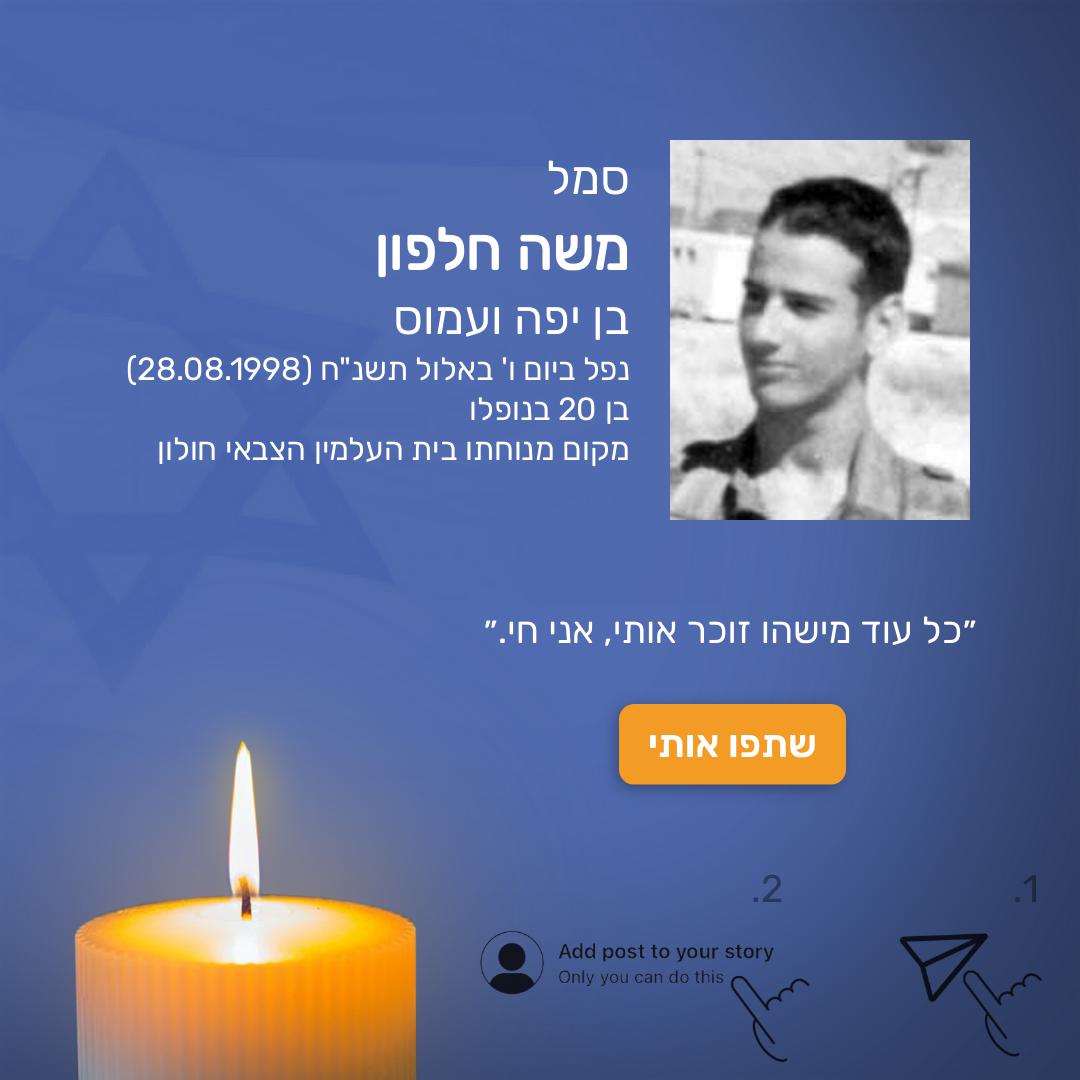 סמל
משה חלפון
בן יפה ועמוס
נפל ביום ו' באלול תשנ"ח (28.08.1998)
בן 20 בנופלו
מקום מנוחתו בית העלמין הצבאי חולון
״כל עוד מישהו זוכר אותי, אני חי.״
שתפו אותי
1.
2.
Add post to your story
Only you can do this